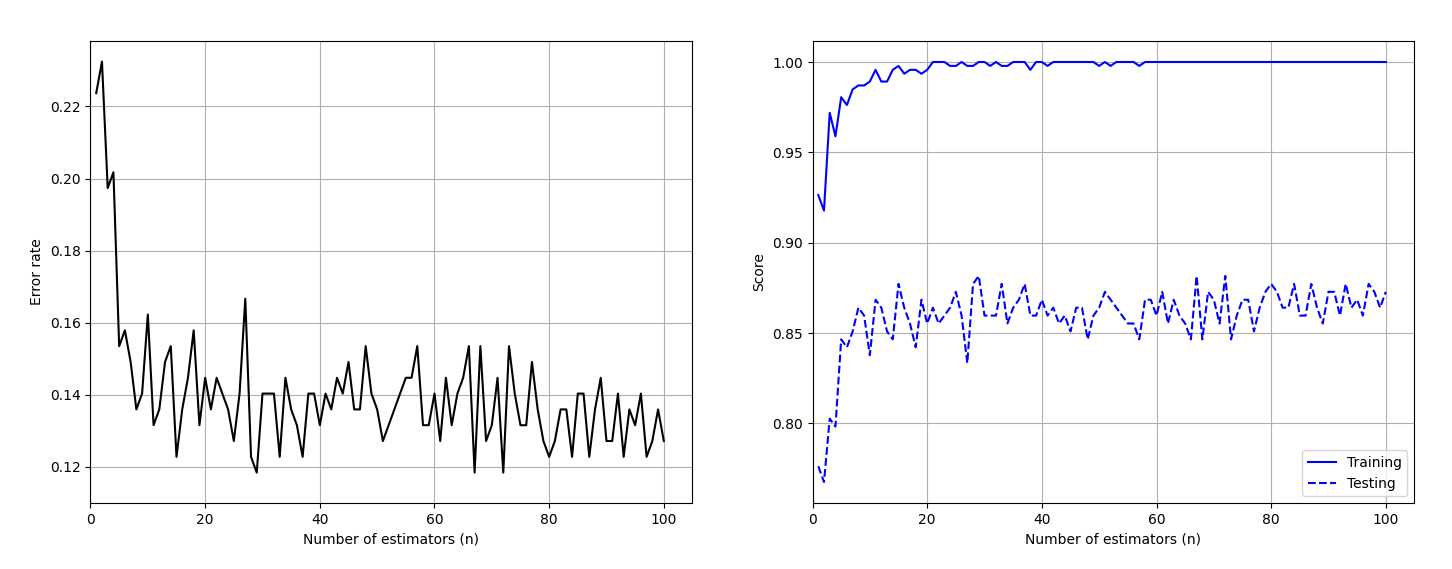 0.22
0.20
0.18
0.16
0.14
0.12
Error rate
0 20 40 60 80 100
Number of estimators (n)
1.00
0.95
0.90
0.85
0.80
Score
Training
Testing
0 20 40 60 80 100
Number of estimators (n)